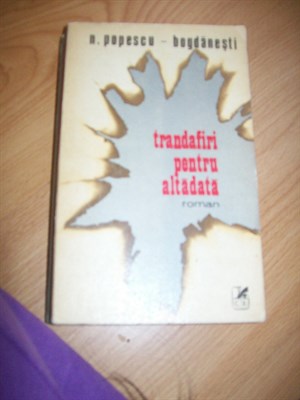 n. popescu - bogdănești
trandafiri
pentru
altădată
roman